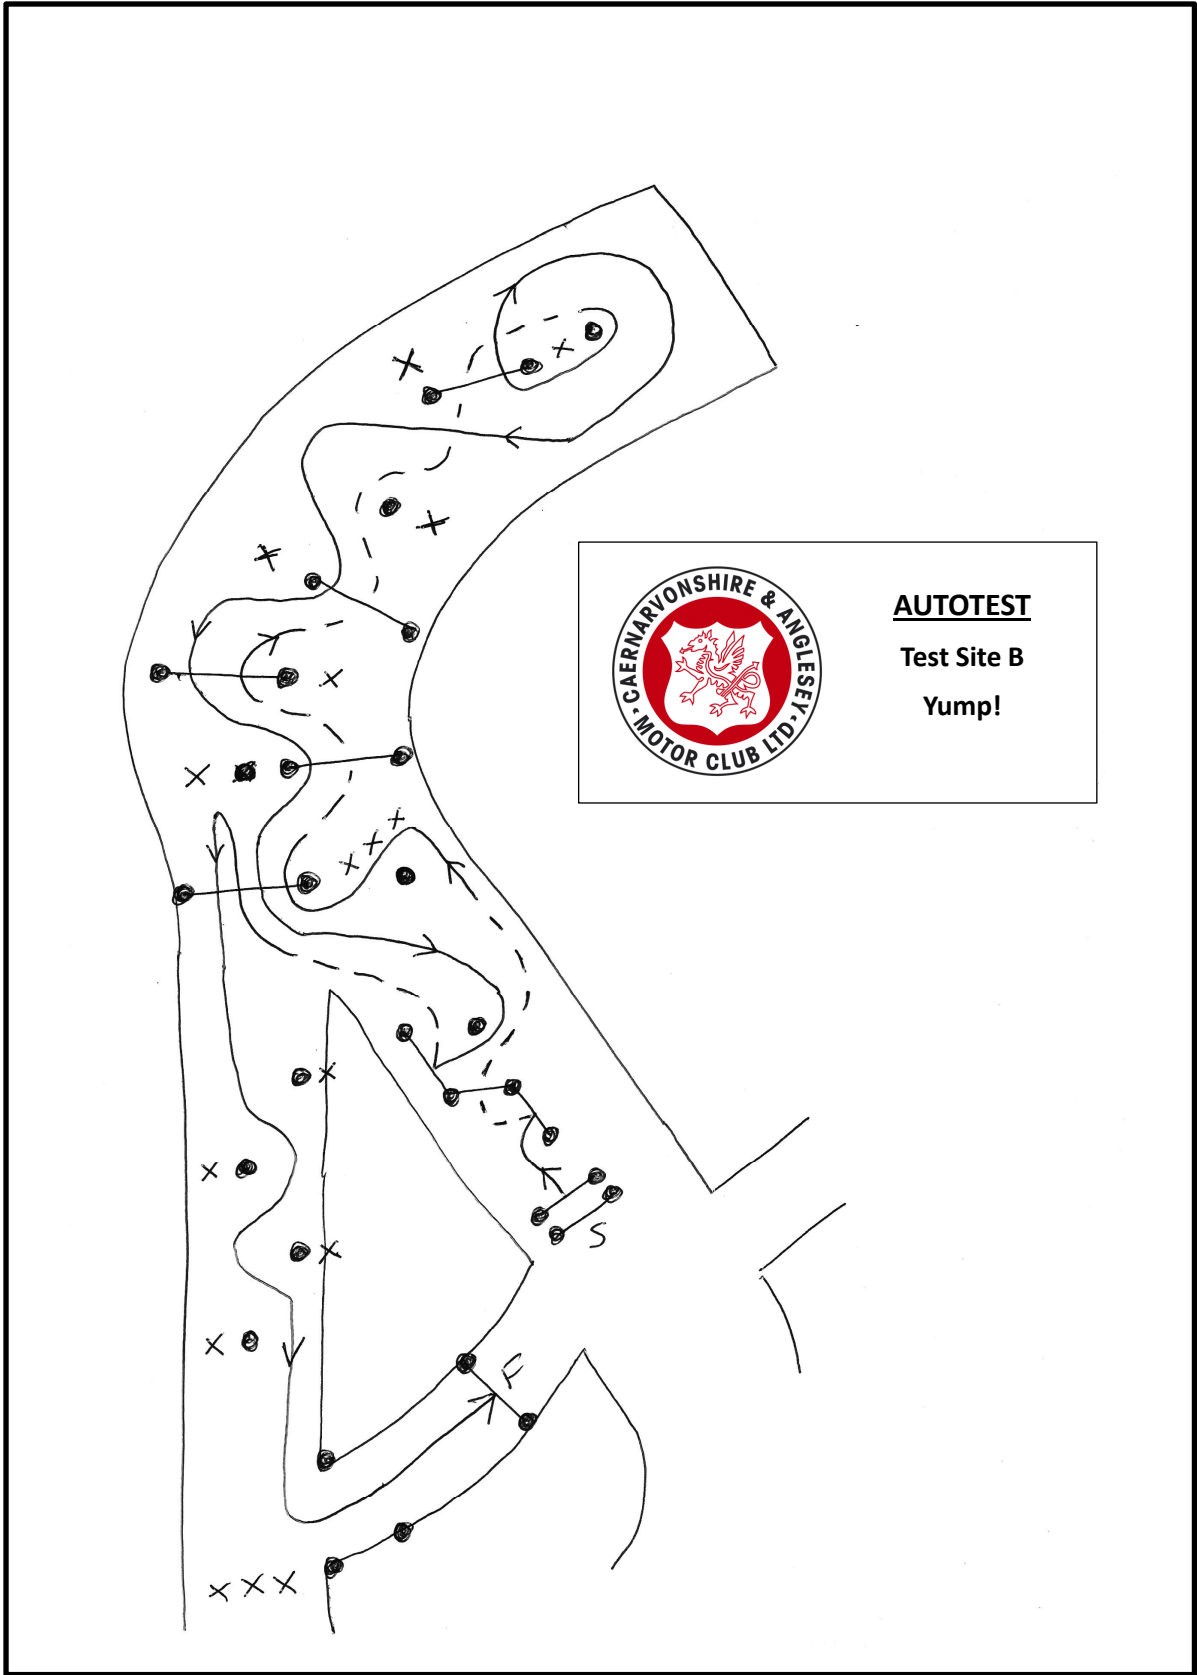 CAERNARVONSHIRE & ANGLESEY
MOTOR CLUB LTD
AUTOTEST
Test Site B
Yump!
S
F